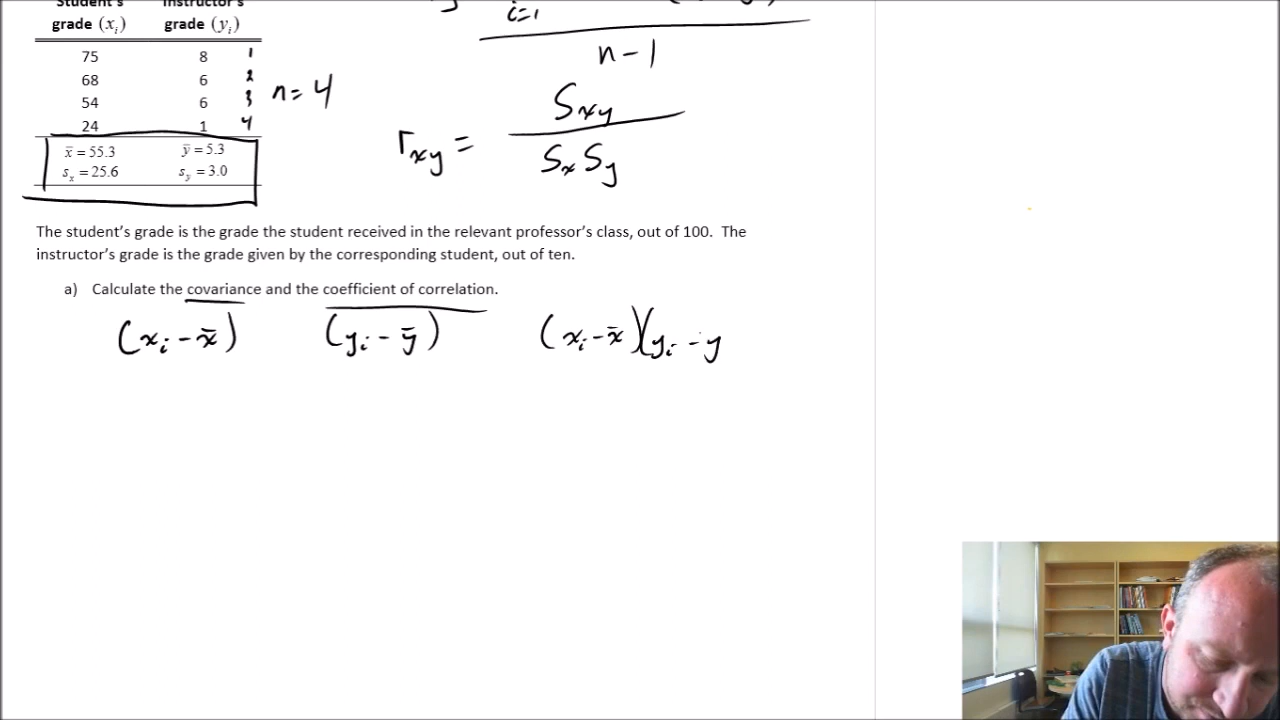 Student's Instructor's
grade (xᵢ) grade (yᵢ)
i=1
n-1
75 8 1
68 6 2
54 6 3
24 1 4
n=4
x̄ = 55.3 ȳ = 5.3
sₓ = 25.6 s_y = 3.0
r_xy = S_xy / S_x S_y
The student's grade is the grade the student received in the relevant professor's class, out of 100. The
instructor's grade is the grade given by the corresponding student, out of ten.
a) Calculate the covariance and the coefficient of correlation.
(xᵢ - x̄) (yᵢ - ȳ) (xᵢ - x̄)(yᵢ - y